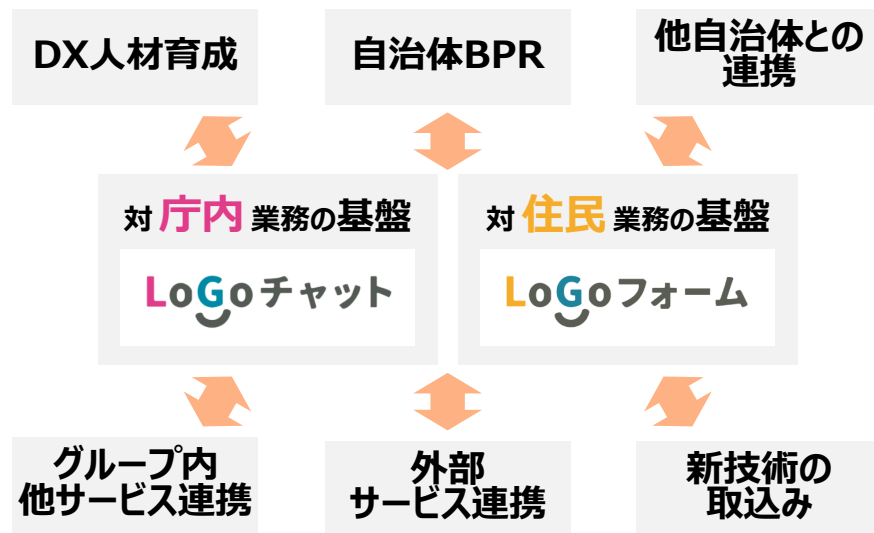 DX人材育成
自治体BPR
他自治体との
連携
対 庁内 業務の基盤
LoGoチャット
対 住民 業務の基盤
LoGoフォーム
グループ内
他サービス連携
外部
サービス連携
新技術の
取込み